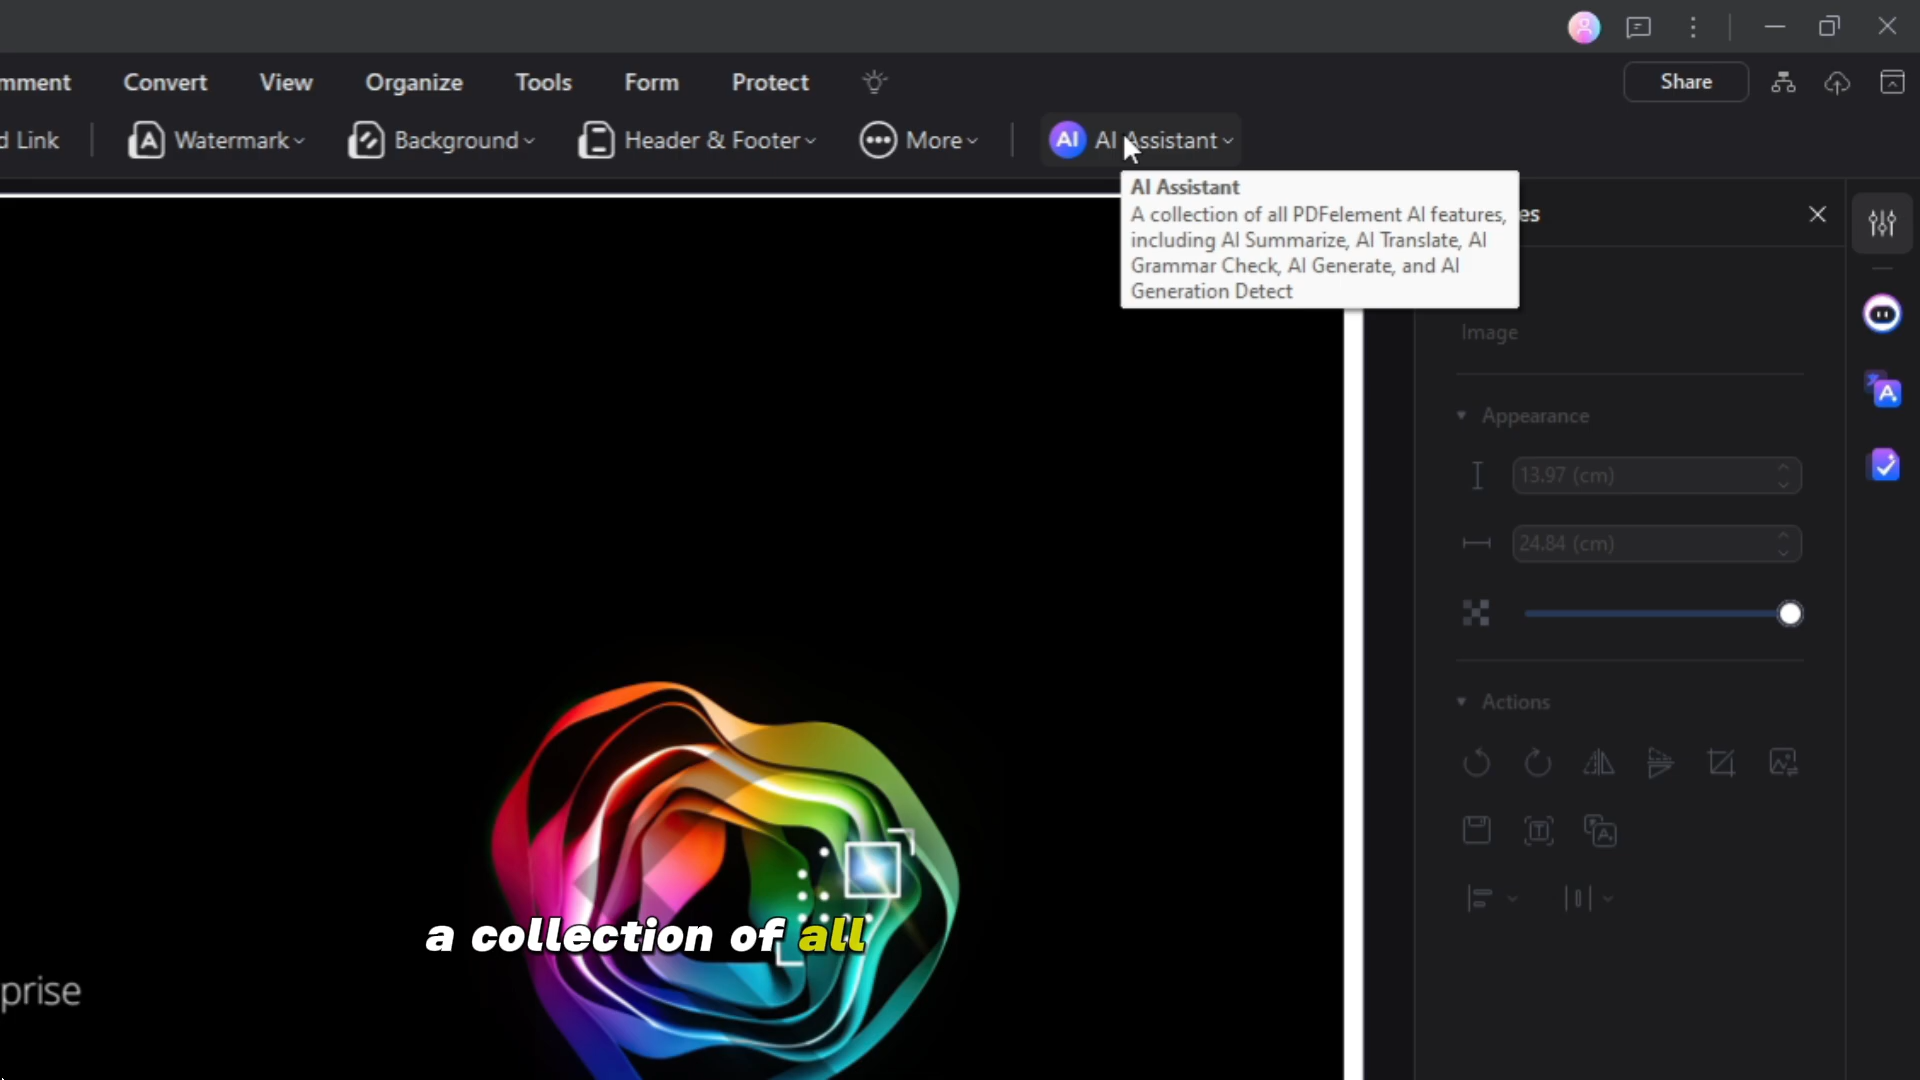 mment Convert View Organize Tools Form Protect Share
d Link Watermark Background Header & Footer More AI AI Assistant
AI Assistant
A collection of all PDFelement AI features,
including AI Summarize, AI Translate, AI
Grammar Check, AI Generate, and AI
Generation Detect
es
Image
Appearance
13.97 (cm)
24.84 (cm)
Actions
a collection of all
prise